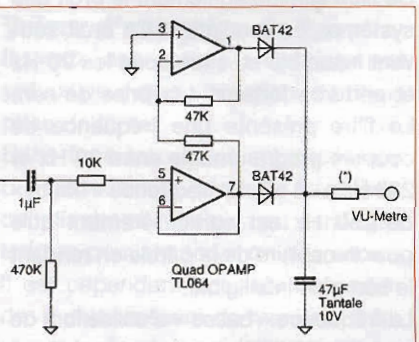 BAT42
3
+
1
2
-
47K
47K
BAT42
10K
5
+
7
(*)
1µF
6
-
VU-Metre
470K
Quad OPAMP
TL064
47µF
Tantale
10V